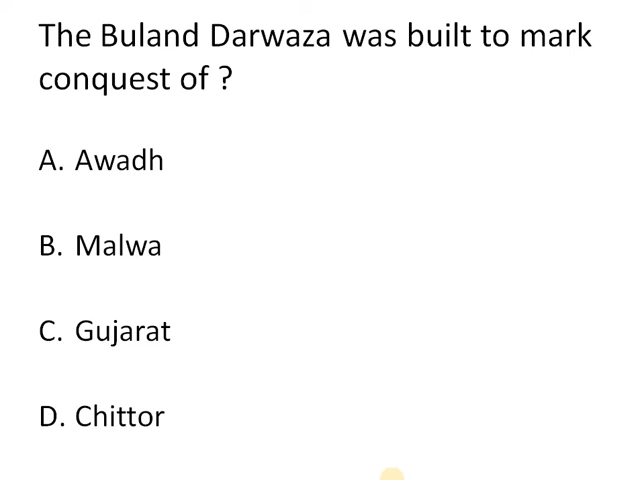 The Buland Darwaza was built to mark
conquest of ?
A. Awadh
B. Malwa
C. Gujarat
D. Chittor